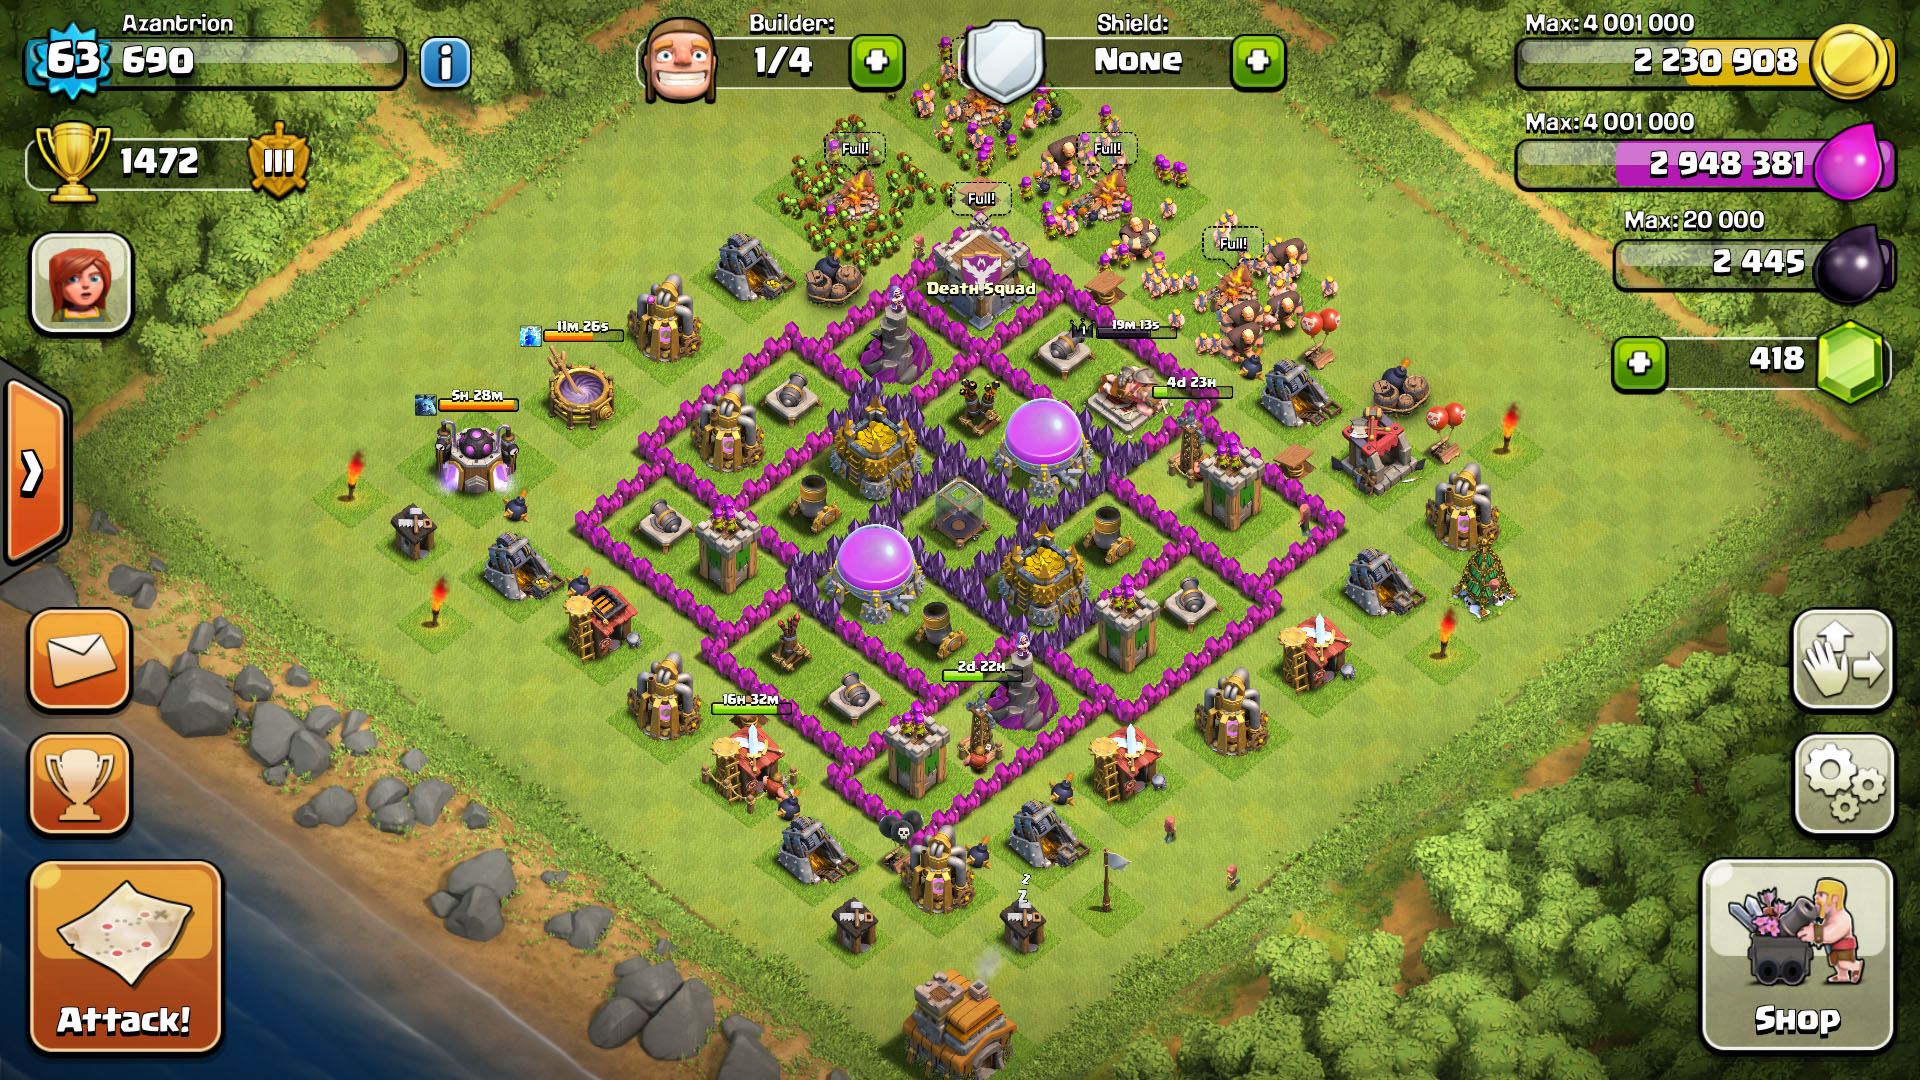 Azantrion
63
690
i
Builder:
1/4
Shield:
None
Max: 4 001 000
2 230 908
Max: 4 001 000
2 948 381
Max: 20 000
2 445
418
1472
III
Full!
Full!
Full!
Full!
Death Squad
11m 26s
1
19m 13s
4d 23h
5h 28m
2d 22h
16h 32m
z
Z
Attack!
Shop